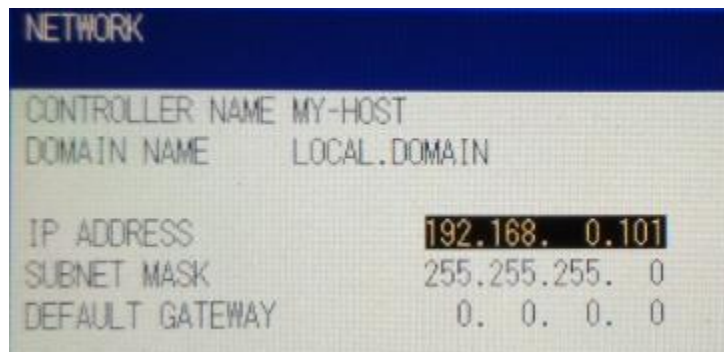 NETWORK
CONTROLLER NAME MY-HOST
DOMAIN NAME LOCAL.DOMAIN
IP ADDRESS 192.168. 0.101
SUBNET MASK 255.255.255. 0
DEFAULT GATEWAY 0. 0. 0. 0